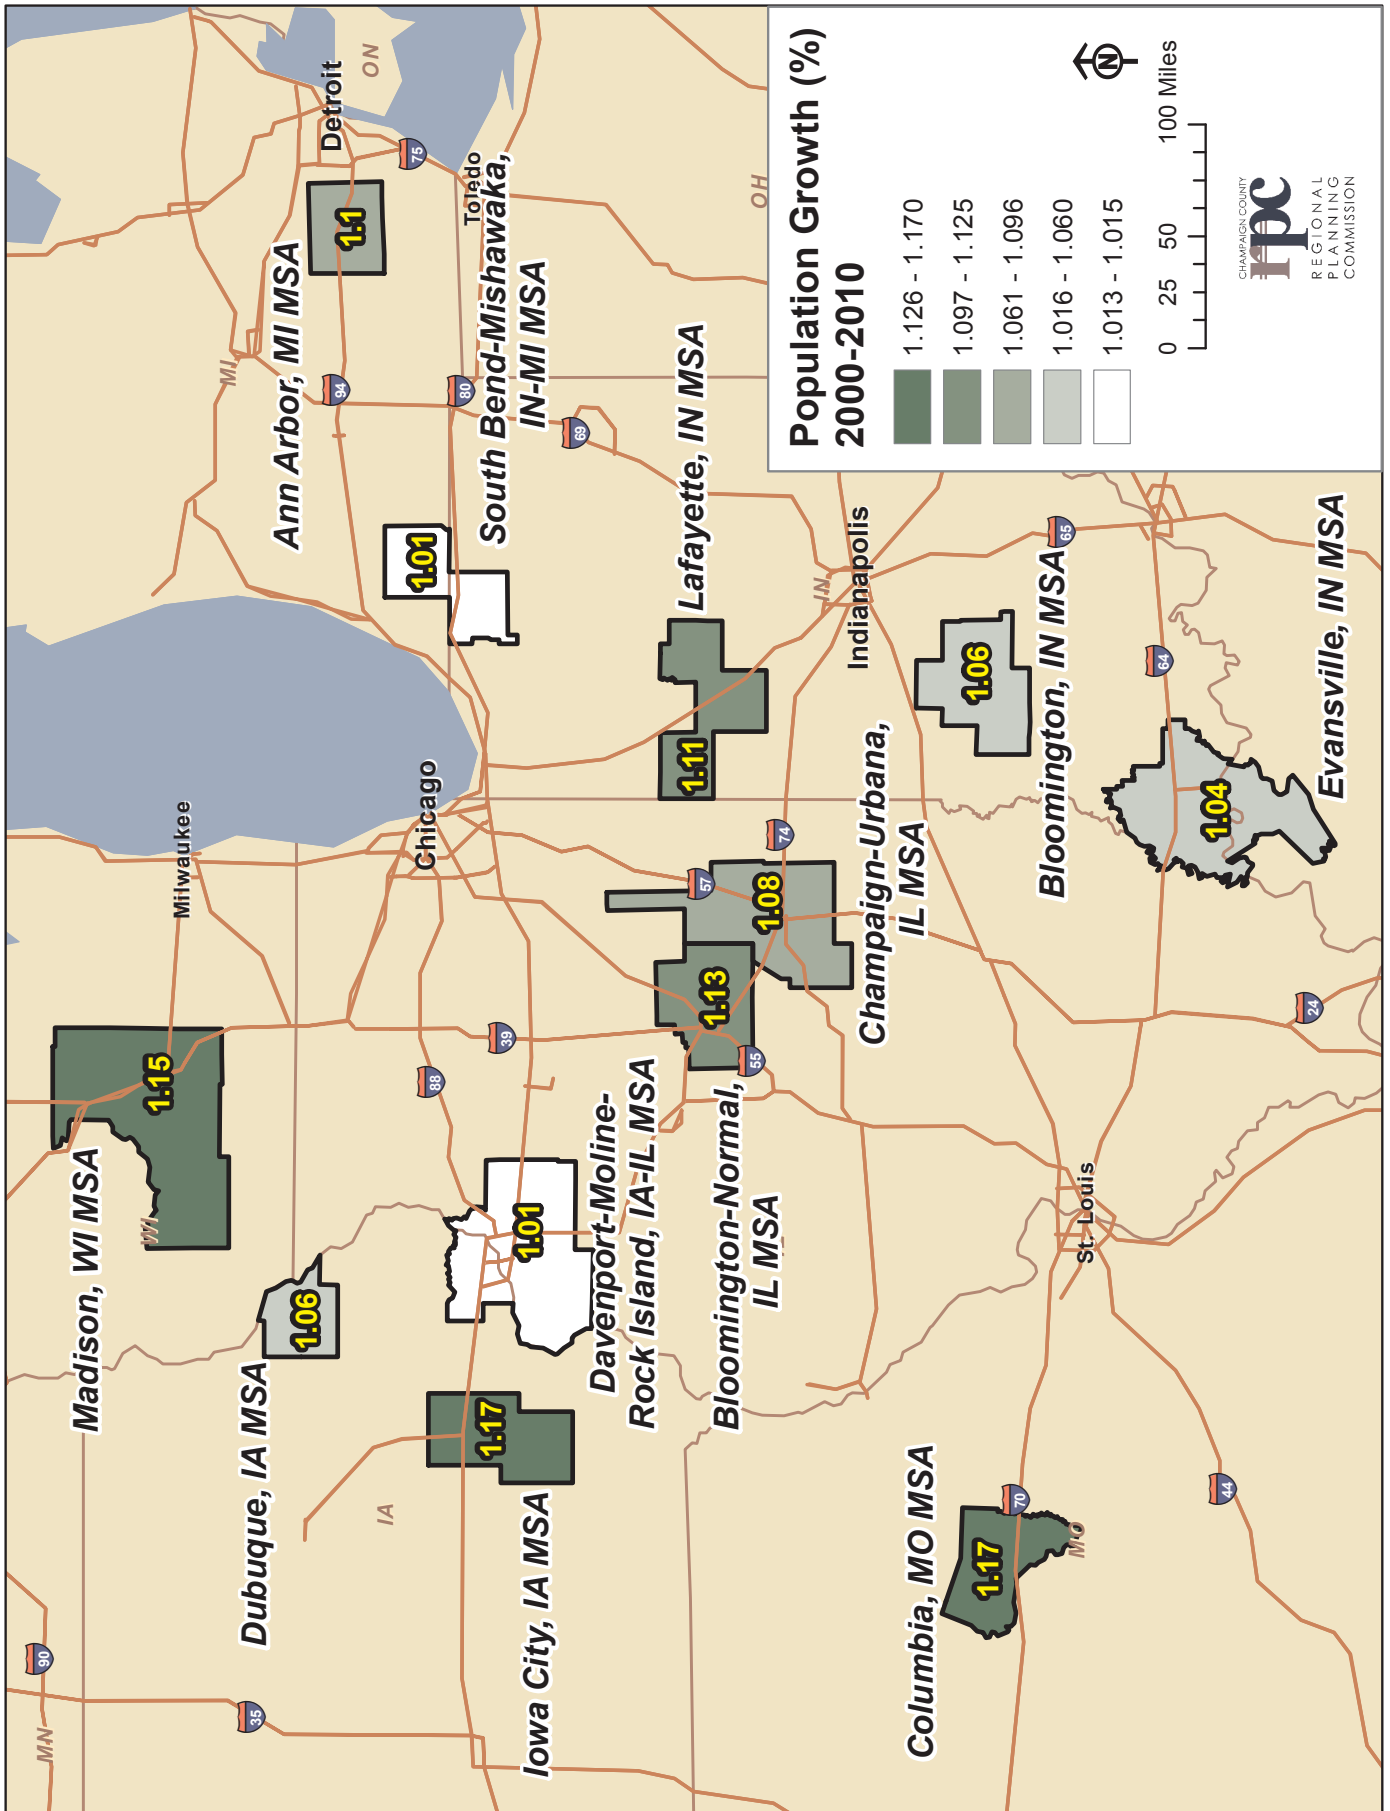 MN
90
35
Madison, WI MSA
WI
1.15
Milwaukee
MI
Ann Arbor, MI MSA
1.1
Detroit
ON
94
75
Toledo
Dubuque, IA MSA
1.06
IA
Iowa City, IA MSA
1.17
1.01
88
39
Chicago
1.01
80
South Bend-Mishawaka,
IN-MI MSA
69
OH
Davenport-Moline-
Rock Island, IA-IL MSA
Bloomington-Normal,
IL MSA
55
1.13
57
1.08
74
1.11
Lafayette, IN MSA
Champaign-Urbana,
IL MSA
IN
Indianapolis
Columbia, MO MSA
1.17
70
MO
44
St. Louis
24
1.06
Bloomington, IN MSA
65
64
1.04
Evansville, IN MSA
Population Growth (%)
2000-2010
1.126 - 1.170
1.097 - 1.125
1.061 - 1.096
1.016 - 1.060
1.013 - 1.015
N
0 25 50 100 Miles
CHAMPAIGN COUNTY
rpc
REGIONAL
PLANNING
COMMISSION